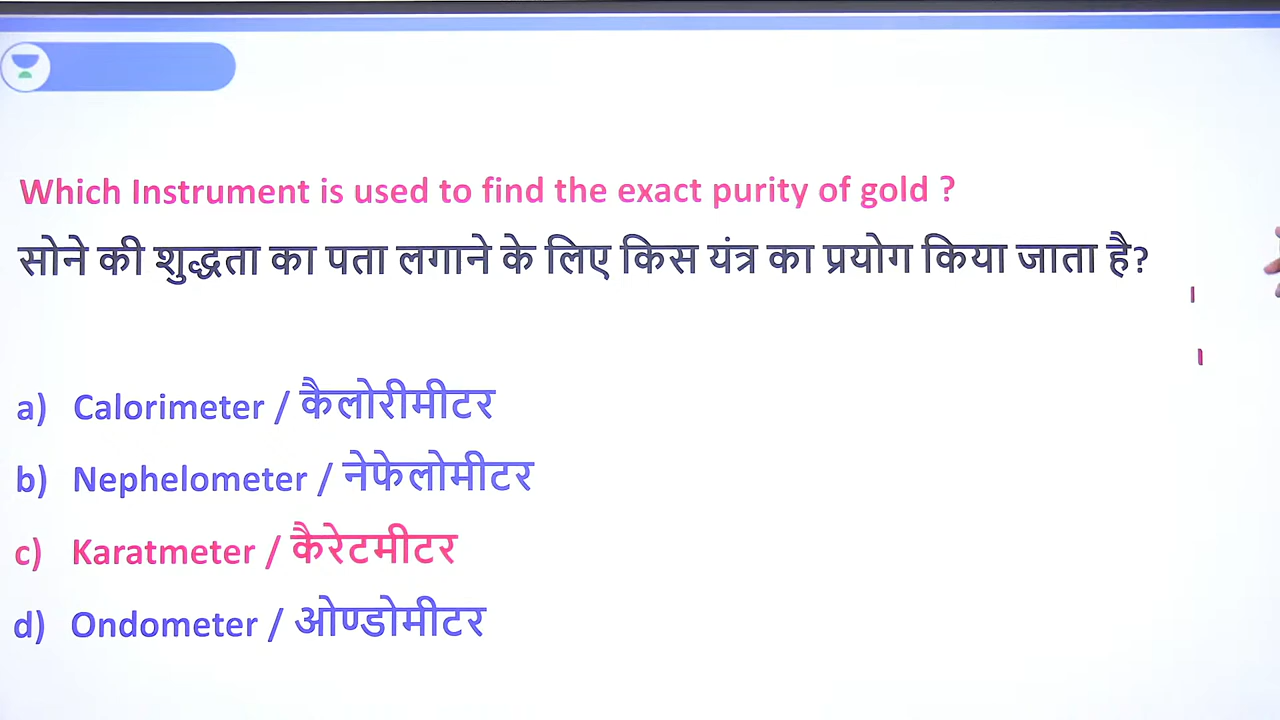 Which Instrument is used to find the exact purity of gold ?
सोने की शुद्धता का पता लगाने के लिए किस यंत्र का प्रयोग किया जाता है?
a) Calorimeter / कैलोरीमीटर
b) Nephelometer / नेफेलोमीटर
c) Karatmeter / कैरेटमीटर
d) Ondometer / ओण्डोमीटर